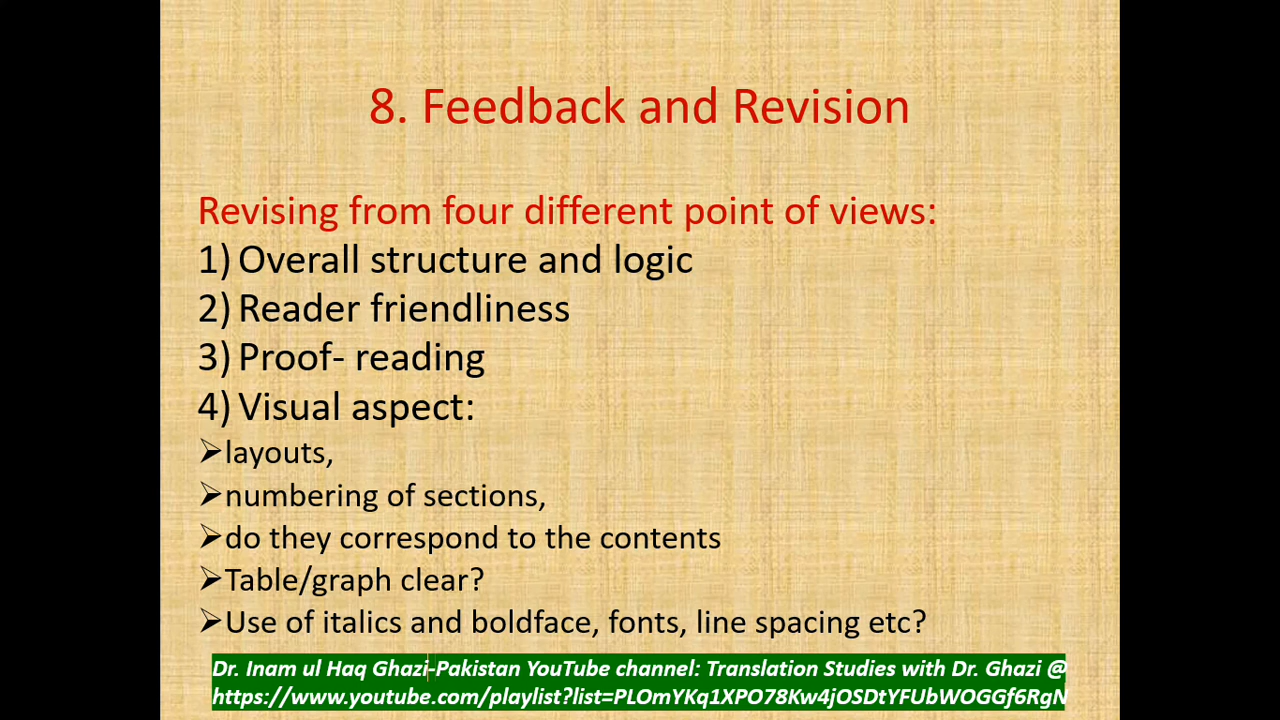 8. Feedback and Revision
Revising from four different point of views:
1) Overall structure and logic
2) Reader friendliness
3) Proof- reading
4) Visual aspect:
➢layouts,
➢numbering of sections,
➢do they correspond to the contents
➢Table/graph clear?
➢Use of italics and boldface, fonts, line spacing etc?
Dr. Inam ul Haq Ghazi-Pakistan YouTube channel: Translation Studies with Dr. Ghazi @
https://www.youtube.com/playlist?list=PLOmYKq1XPO78Kw4jOSDtYFUbWOGGf6RgN